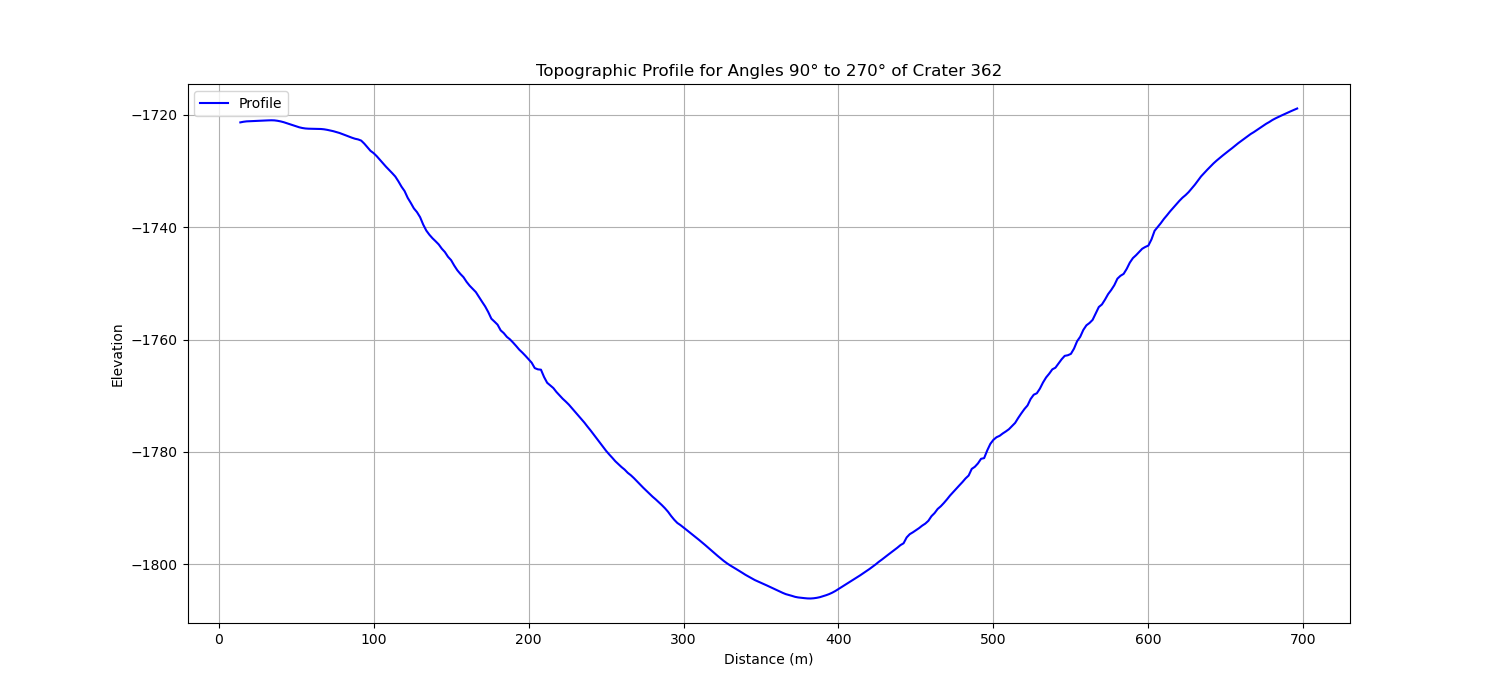 Topographic Profile for Angles 90° to 270° of Crater 362
Profile
−1720
−1740
−1760
−1780
−1800
Elevation
0 100 200 300 400 500 600 700
Distance (m)